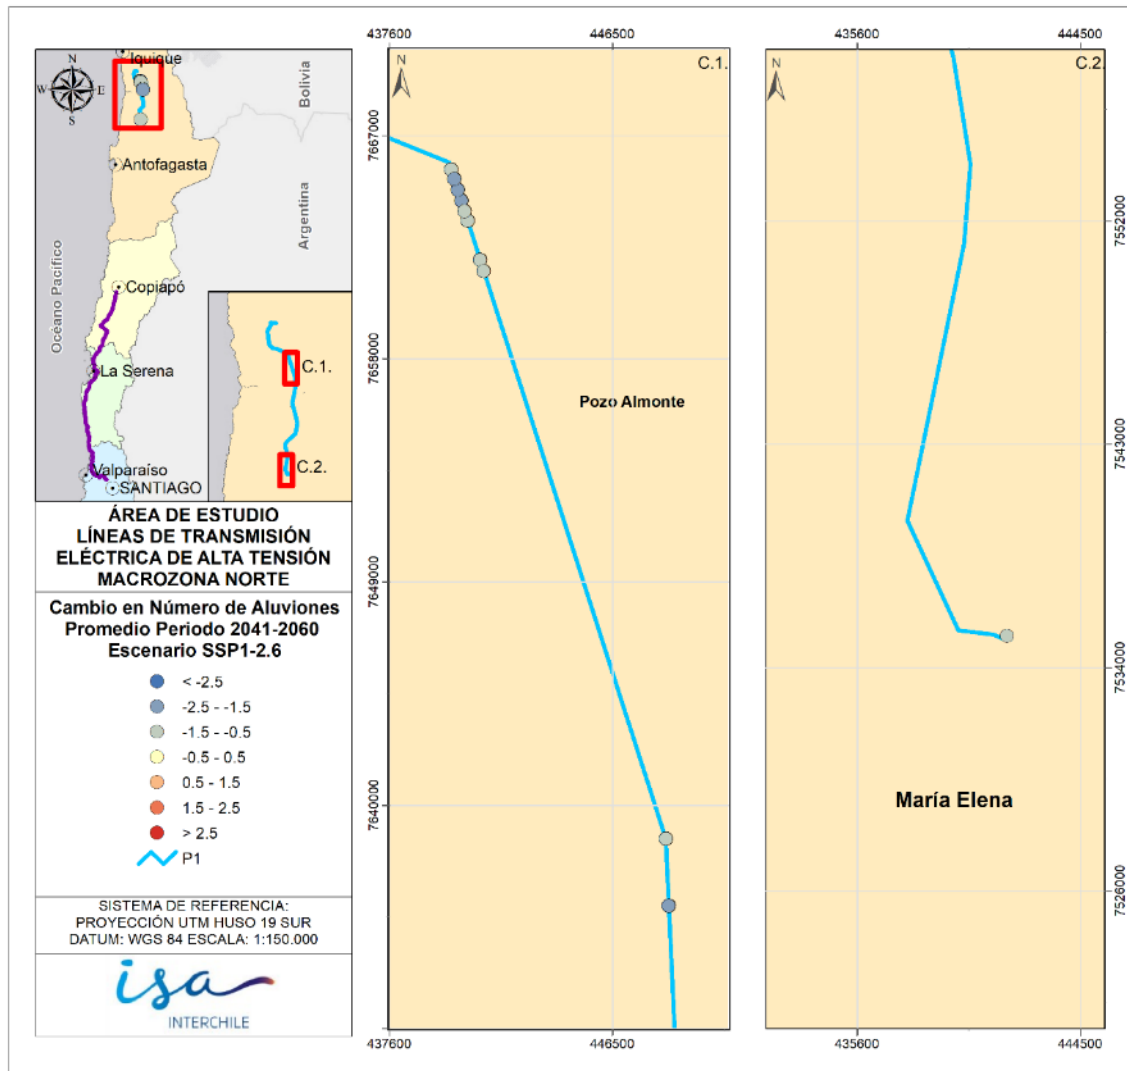 Iquique
N
W
E
S
Bolivia
Antofagasta
Argentina
Océano Pacífico
Copiapó
La Serena
C.1.
C.2.
Valparaíso
SANTIAGO
ÁREA DE ESTUDIO
LÍNEAS DE TRANSMISIÓN
ELÉCTRICA DE ALTA TENSIÓN
MACROZONA NORTE
Cambio en Número de Aluviones
Promedio Periodo 2041-2060
Escenario SSP1-2.6
< -2.5
-2.5 - -1.5
-1.5 - -0.5
-0.5 - 0.5
0.5 - 1.5
1.5 - 2.5
> 2.5
P1
SISTEMA DE REFERENCIA:
PROYECCIÓN UTM HUSO 19 SUR
DATUM: WGS 84 ESCALA: 1:150.000
isa
INTERCHILE
437600
446500
C.1.
N
7667000
7658000
7649000
7640000
Pozo Almonte
437600
446500
435600
444500
C.2.
N
7552000
7543000
7534000
7526000
María Elena
435600
444500